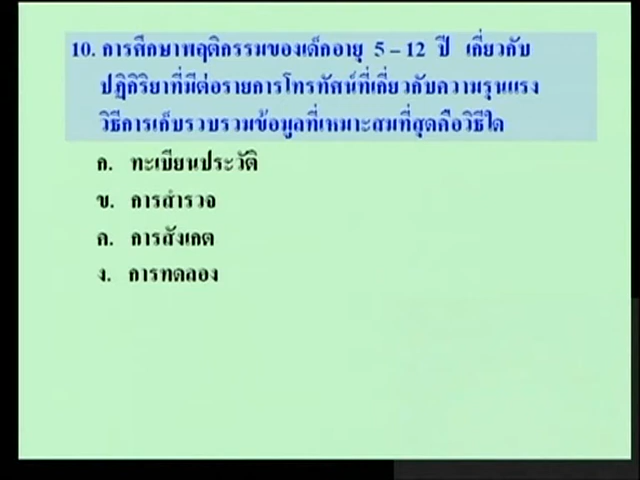 10. การศึกษาพฤติกรรมของเด็กอายุ 5 – 12 ปี เกี่ยวกับ
ปฏิกิริยาที่มีต่อรายการโทรทัศน์ที่เกี่ยวกับความรุนแรง
วิธีการเก็บรวบรวมข้อมูลที่เหมาะสมที่สุดคือวิธีใด
ก. ทะเบียนประวัติ
ข. การสำรวจ
ค. การสังเกต
ง. การทดลอง